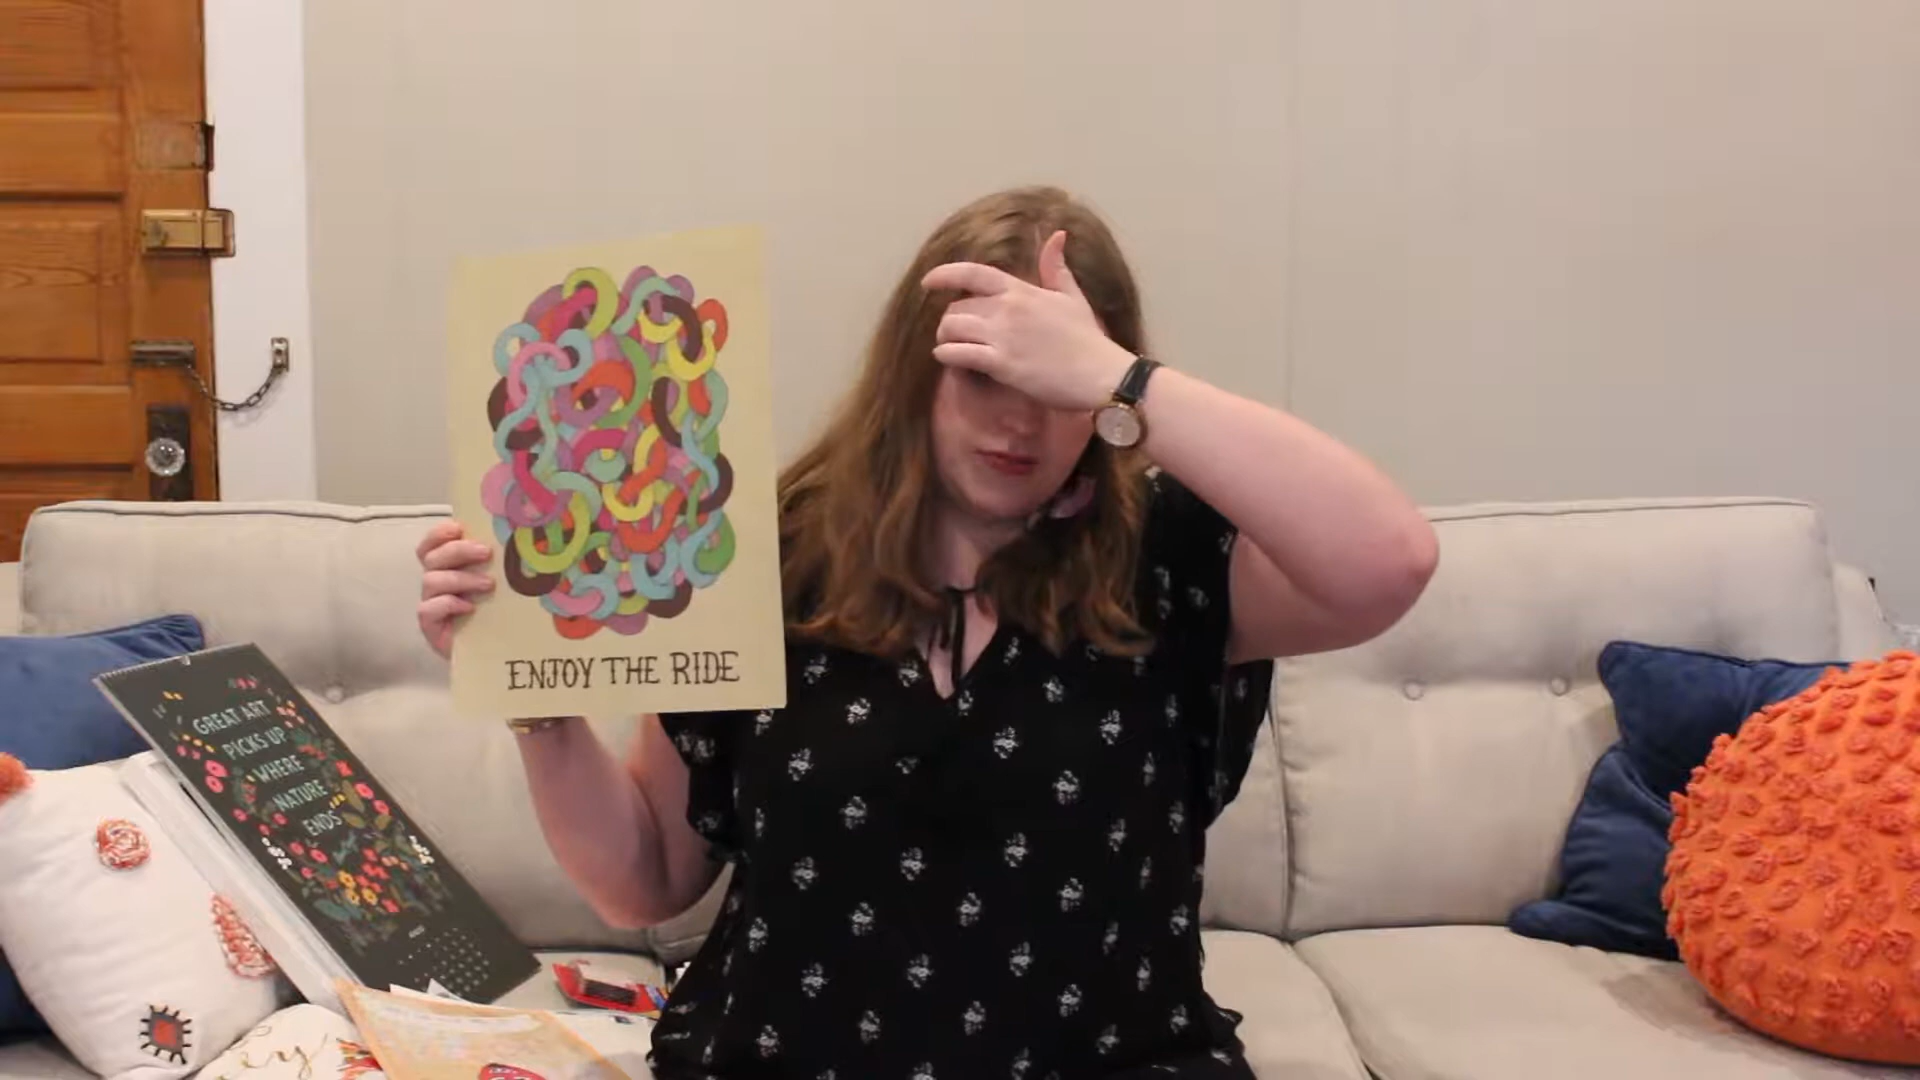 ENJOY THE RIDE
GREAT ART
PICKS UP
WHERE
NATURE
ENDS